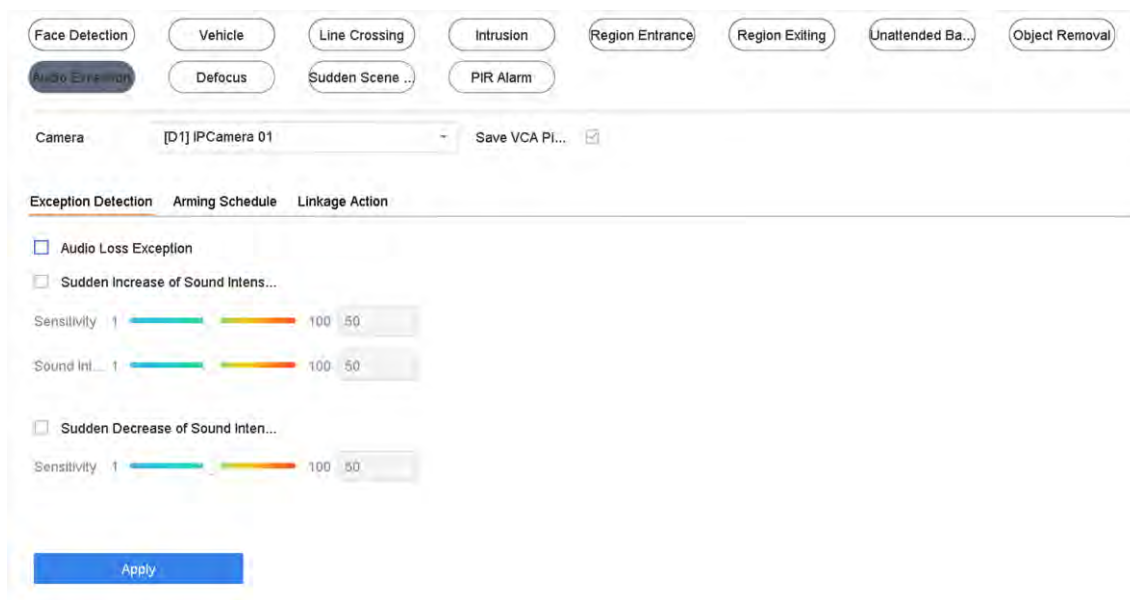 Face Detection Vehicle Line Crossing Intrusion Region Entrance Region Exiting Unattended Ba... Object Removal
Audio Exception Defocus Sudden Scene ... PIR Alarm
Camera [D1] IPCamera 01 Save VCA Pi...
Exception Detection Arming Schedule Linkage Action
Audio Loss Exception
Sudden Increase of Sound Intens...
Sensitivity 1 100 50
Sound Int... 1 100 50
Sudden Decrease of Sound Inten...
Sensitivity 1 100 50
Apply